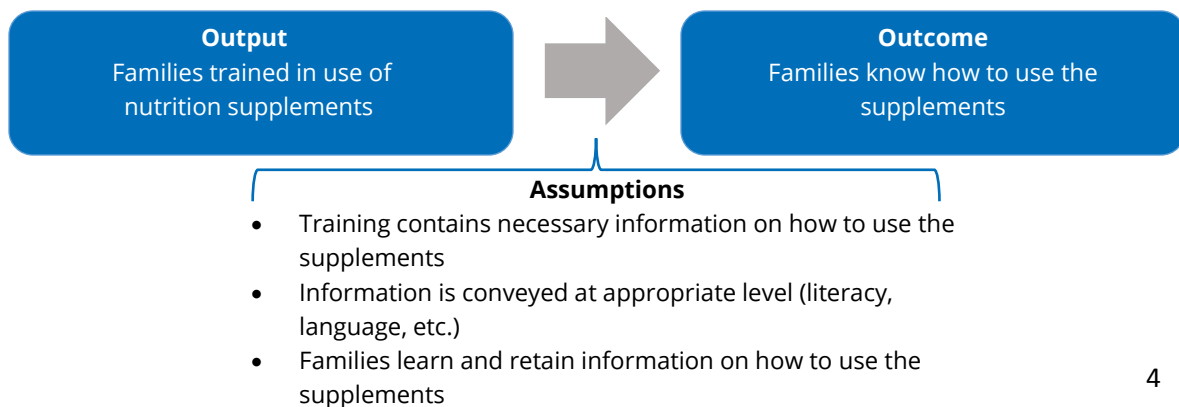 Output
Families trained in use of
nutrition supplements
Outcome
Families know how to use the
supplements
Assumptions
• Training contains necessary information on how to use the
supplements
• Information is conveyed at appropriate level (literacy,
language, etc.)
• Families learn and retain information on how to use the
supplements
4